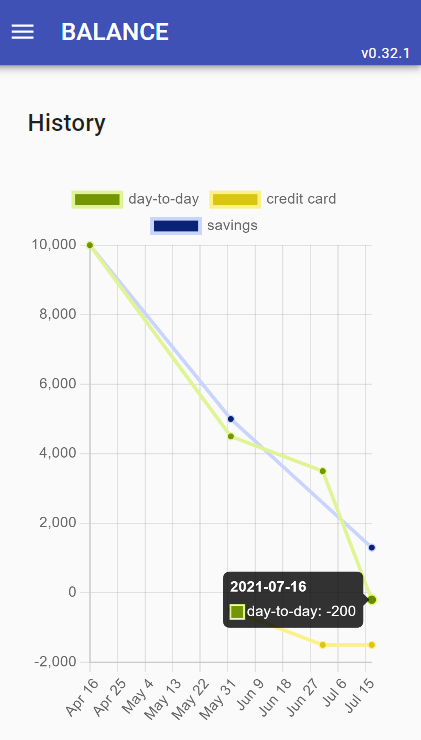 BALANCE
v0.32.1
History
day-to-day credit card
savings
10,000
8,000
6,000
4,000
2,000
0
-2,000
2021-07-16
day-to-day: -200
Apr 16 Apr 25 May 4 May 13 May 22 May 31 Jun 9 Jun 18 Jun 27 Jul 6 Jul 15